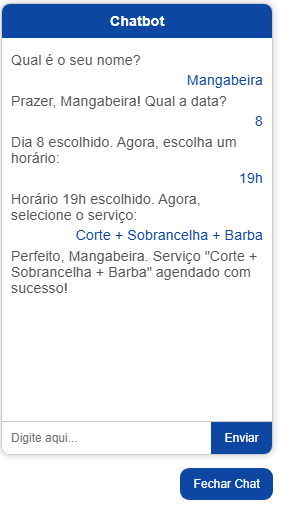 Chatbot
Qual é o seu nome?
Mangabeira
Prazer, Mangabeira! Qual a data?
8
Dia 8 escolhido. Agora, escolha um
horário:
19h
Horário 19h escolhido. Agora,
selecione o serviço:
Corte + Sobrancelha + Barba
Perfeito, Mangabeira. Serviço "Corte +
Sobrancelha + Barba" agendado com
sucesso!
Digite aqui...
Enviar
Fechar Chat